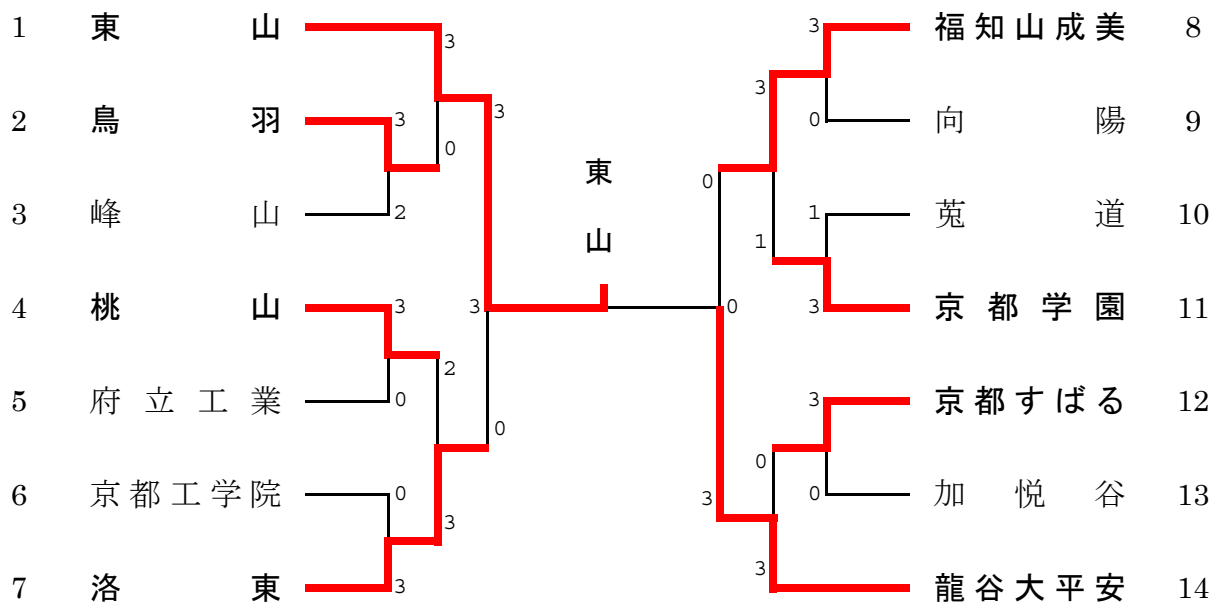 1 東山 3 3 福知山成美 8
3 3
2 鳥羽 3 0 0 向陽 9
東山
0
3 峰山 2 1 1 莵道 10
4 桃山 3 3 0 3 京都学園 11
2
5 府立工業 0 3 京都すばる 12
0 0
6 京都工学院 0 3 3 0 加悦谷 13
7 洛東 3 3 龍谷大平安 14